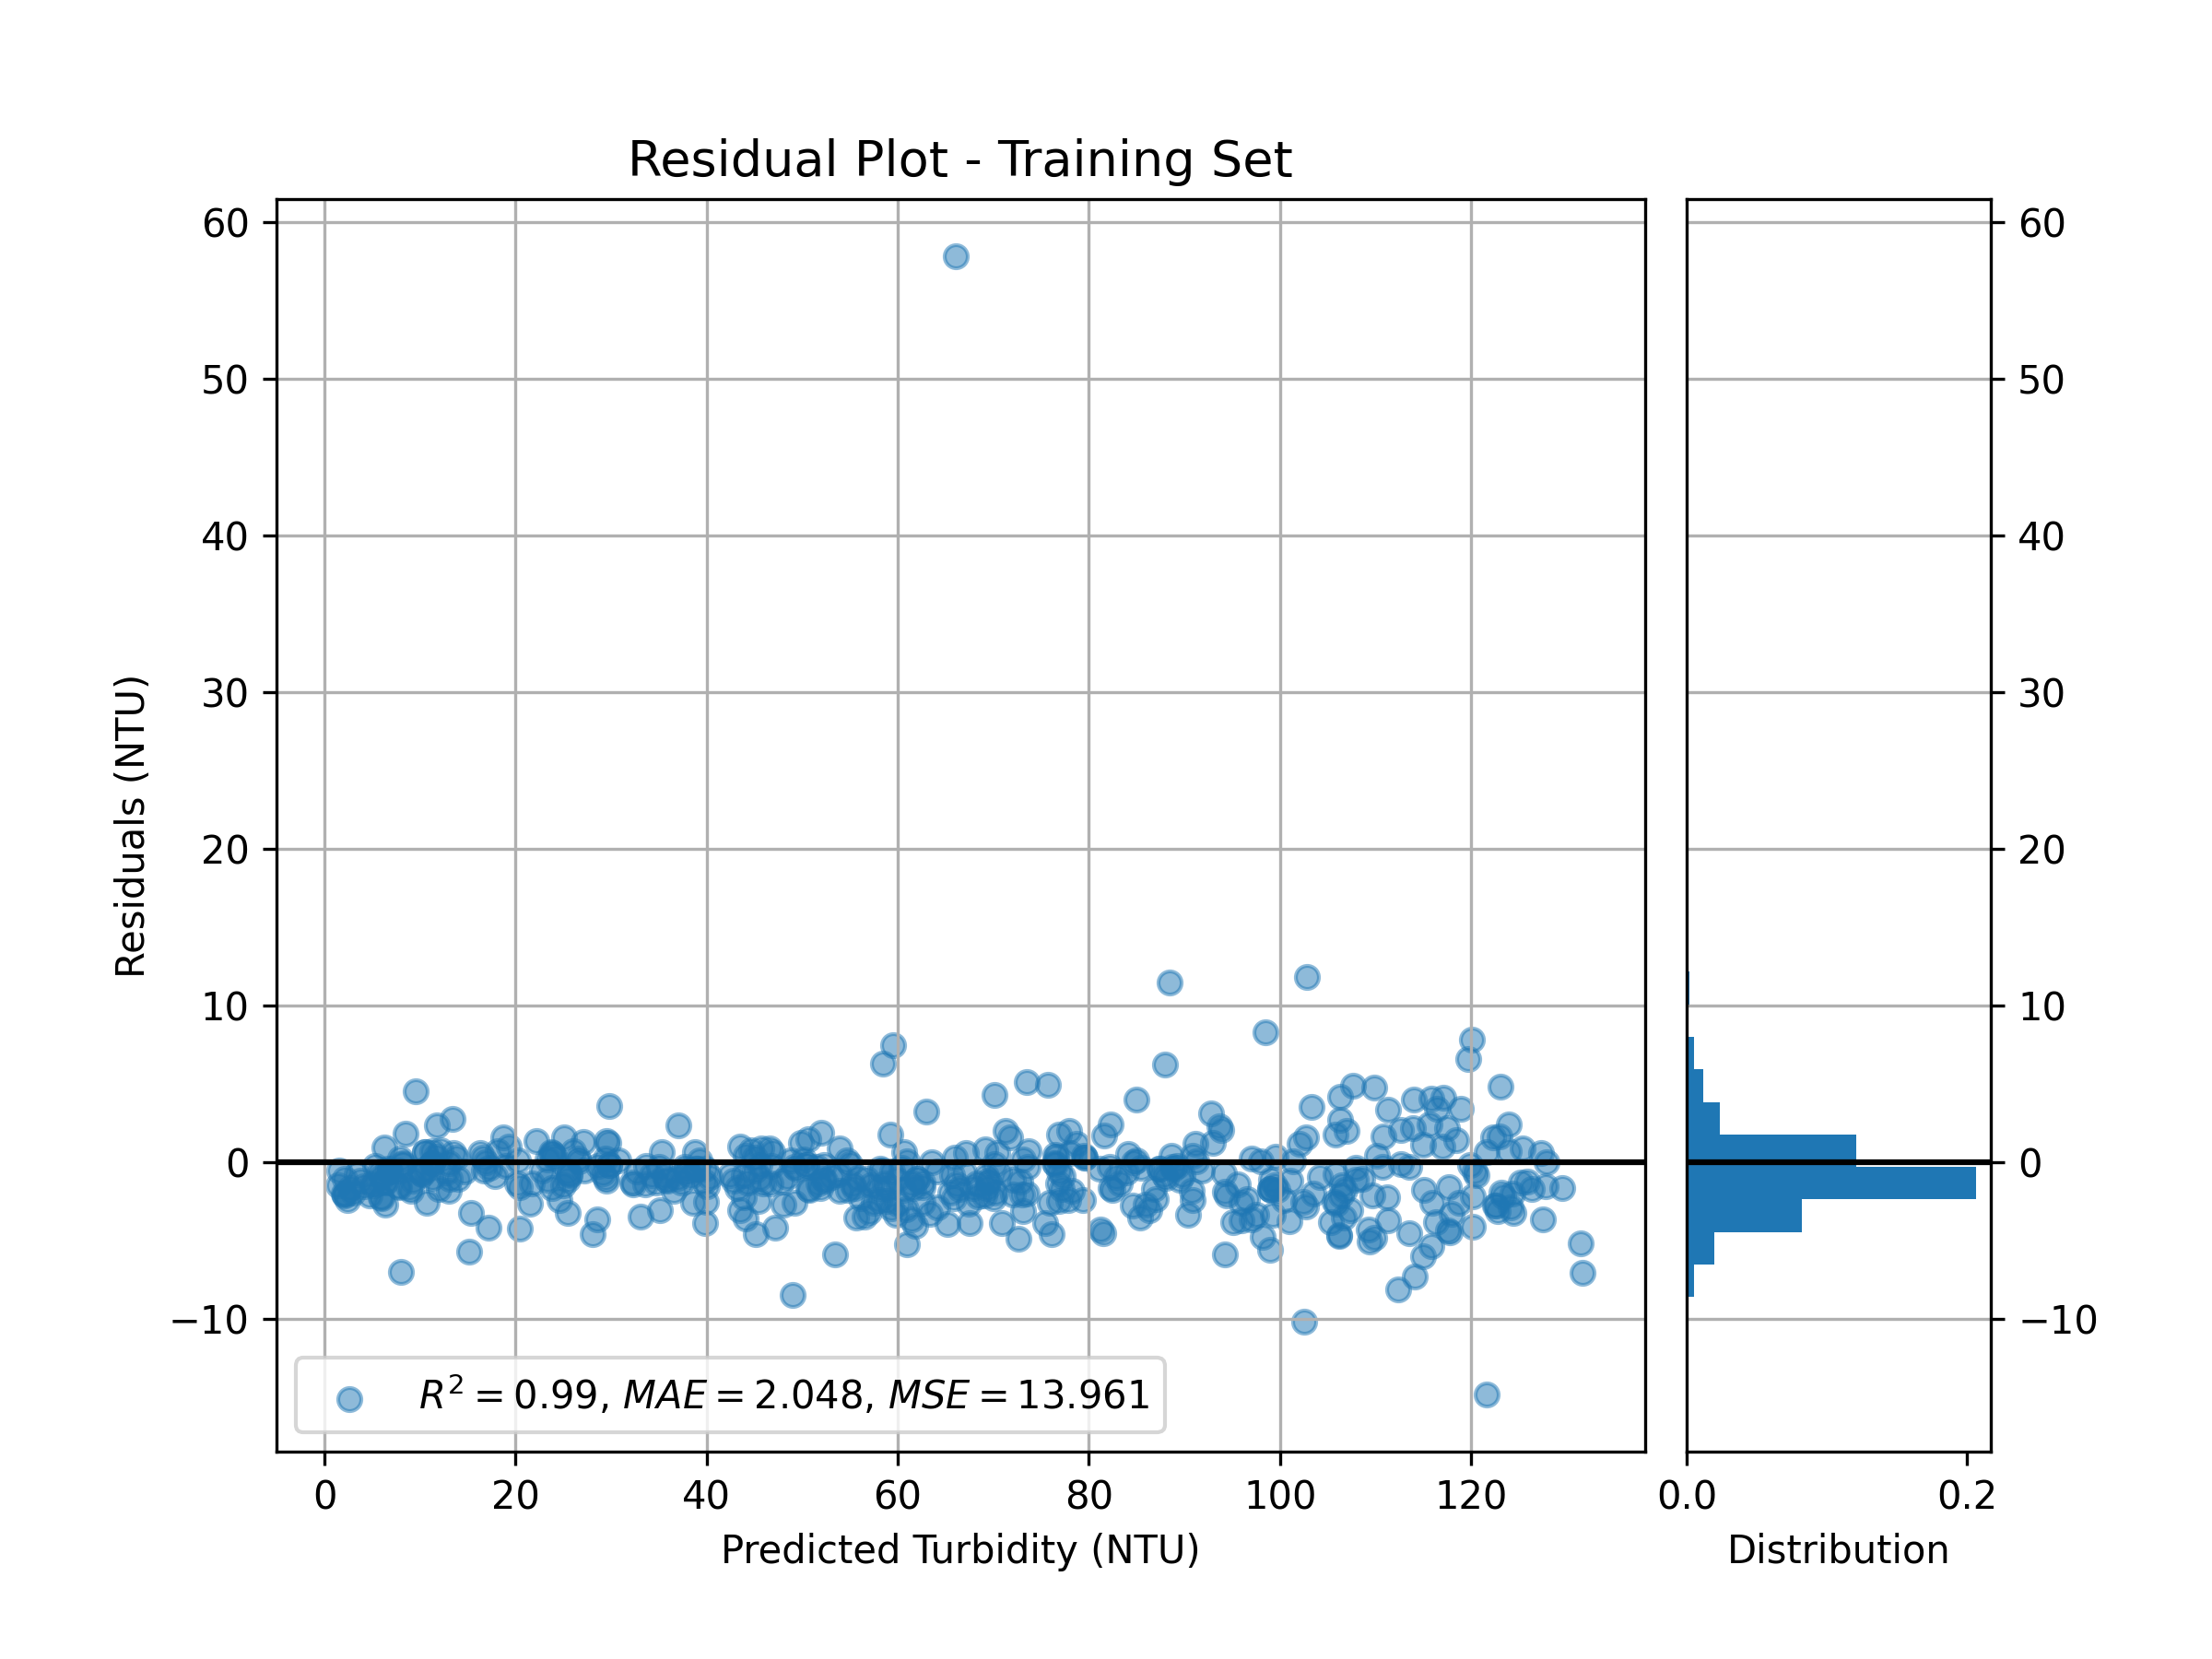 Residual Plot - Training Set
60
50
40
30
20
10
0
−10
Residuals (NTU)
R² = 0.99, MAE = 2.048, MSE = 13.961
0 20 40 60 80 100 120
Predicted Turbidity (NTU)
60
50
40
30
20
10
0
−10
0.0 0.2
Distribution